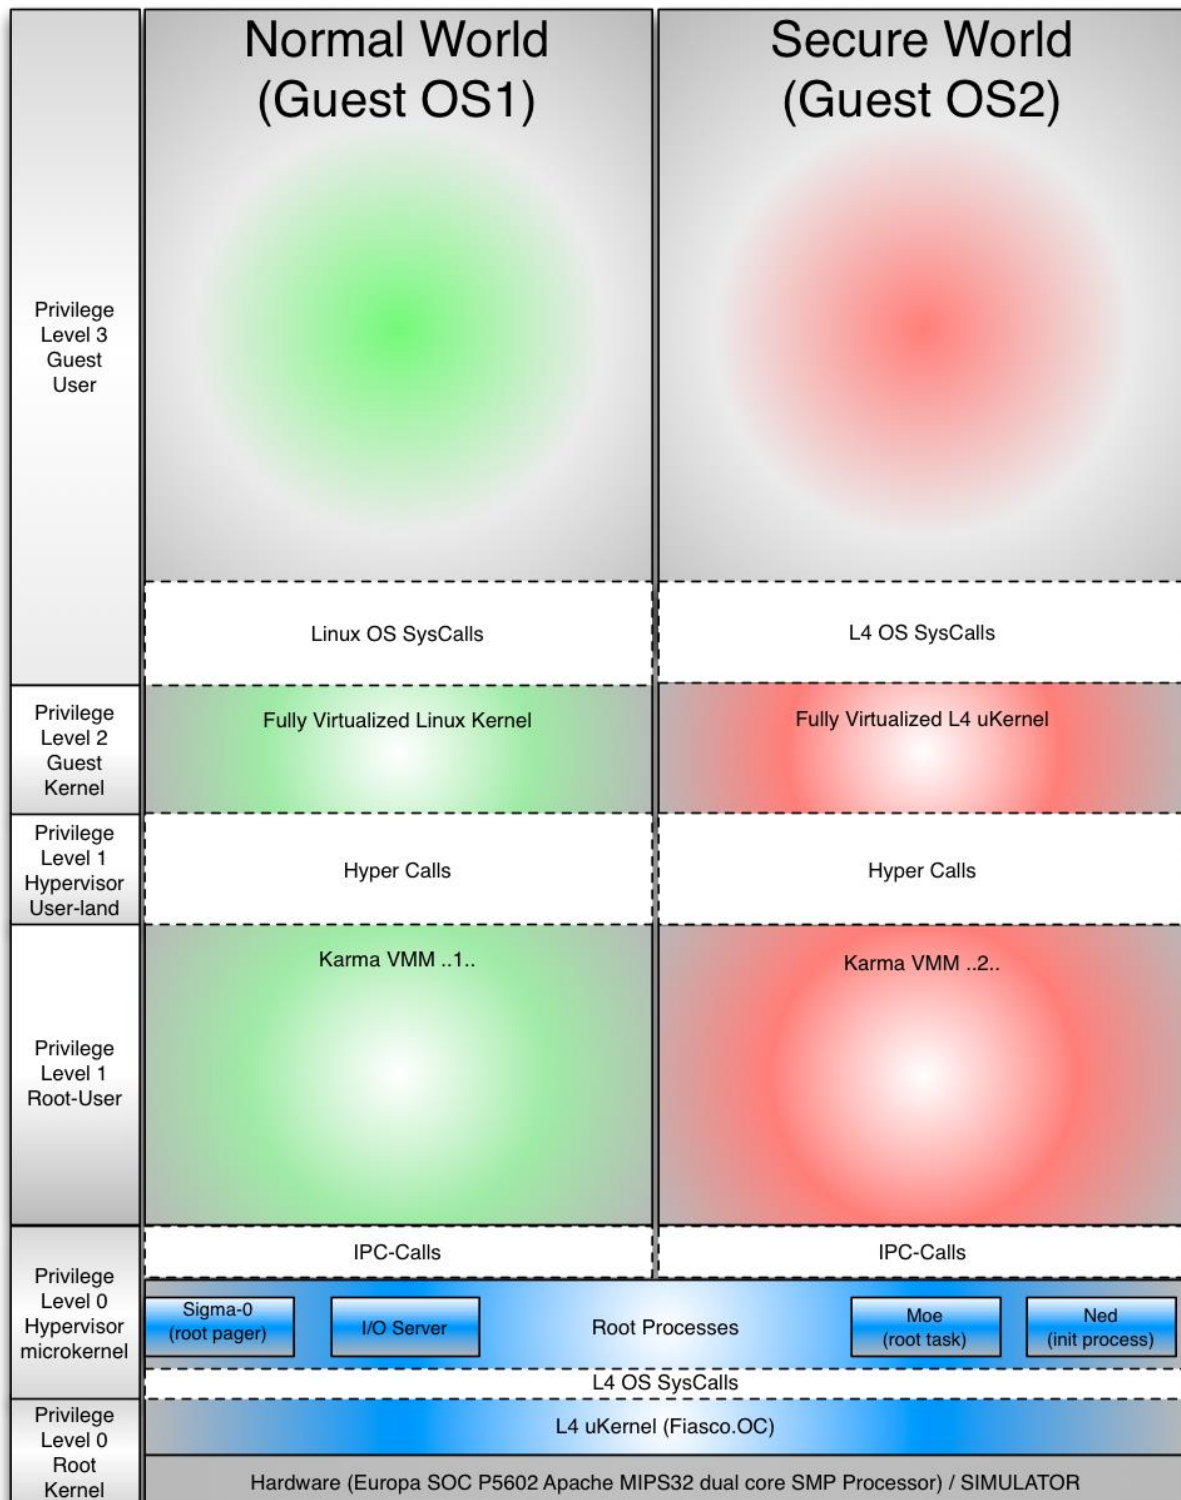 Normal World
(Guest OS1)
Secure World
(Guest OS2)
Privilege
Level 3
Guest
User
Linux OS SysCalls
L4 OS SysCalls
Privilege
Level 2
Guest
Kernel
Fully Virtualized Linux Kernel
Fully Virtualized L4 uKernel
Privilege
Level 1
Hypervisor
User-land
Hyper Calls
Hyper Calls
Privilege
Level 1
Root-User
Karma VMM ..1..
Karma VMM ..2..
Privilege
Level 0
Hypervisor
microkernel
IPC-Calls
IPC-Calls
Sigma-0
(root pager)
I/O Server
Root Processes
Moe
(root task)
Ned
(init process)
L4 OS SysCalls
Privilege
Level 0
Root
Kernel
L4 uKernel (Fiasco.OC)
Hardware (Europa SOC P5602 Apache MIPS32 dual core SMP Processor) / SIMULATOR